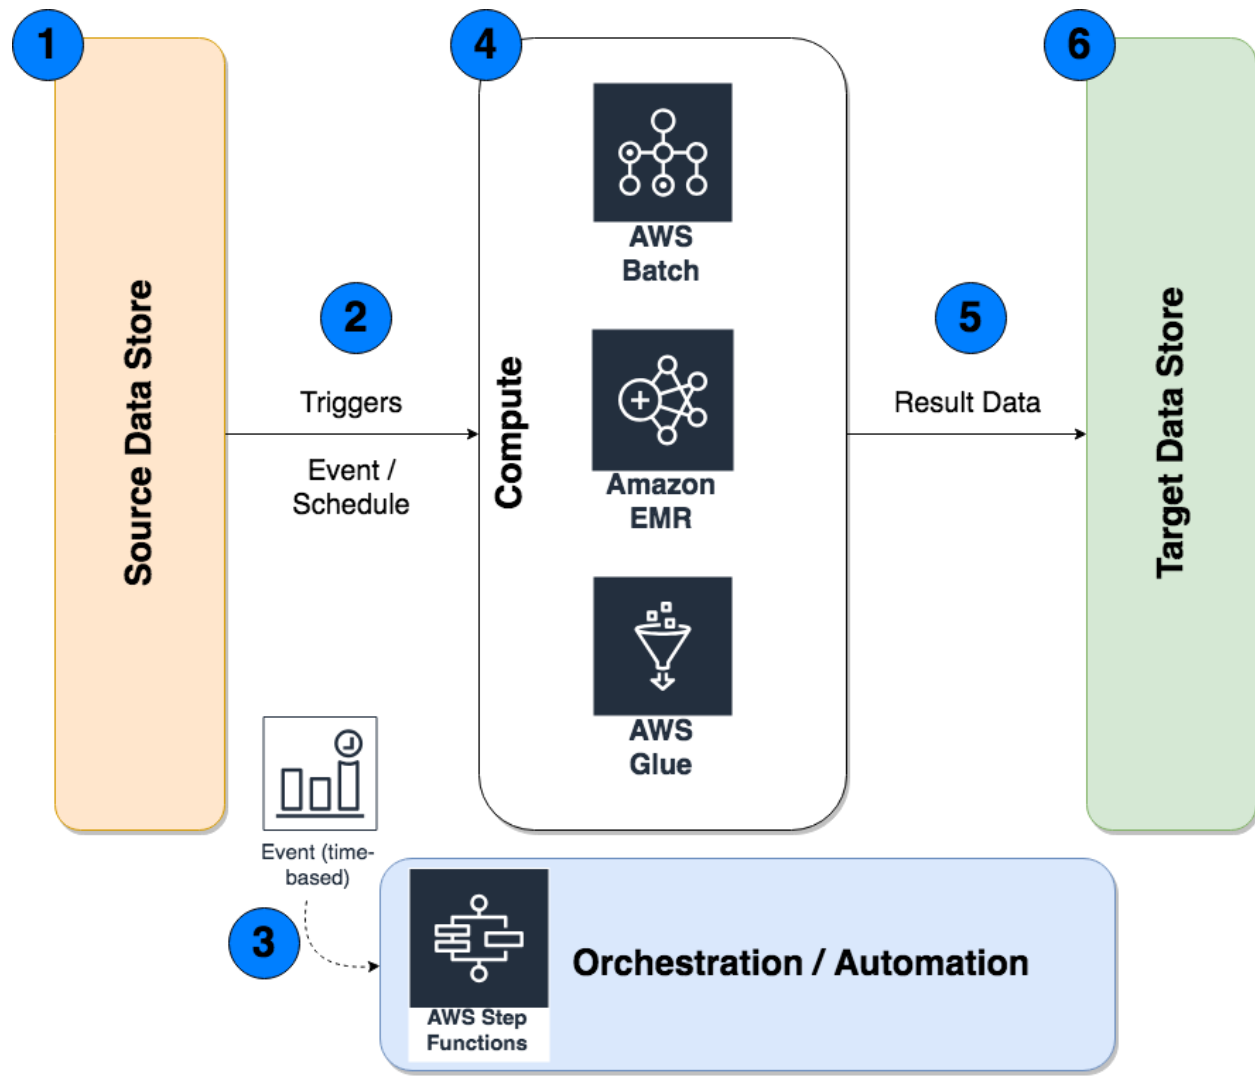 1
4
6
AWS
Batch
2
5
Triggers
Result Data
Event /
Schedule
Source Data Store
Compute
Target Data Store
Amazon
EMR
AWS
Glue
Event (time-
based)
3
Orchestration / Automation
AWS Step
Functions